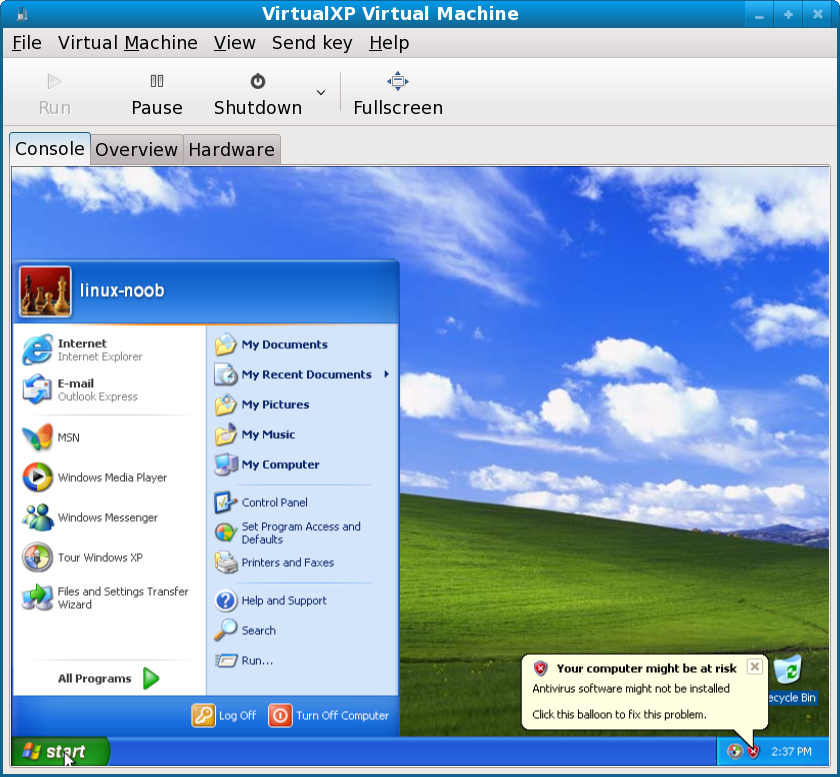 VirtualXP Virtual Machine
File Virtual Machine View Send key Help
Run Pause Shutdown Fullscreen
Console Overview Hardware
linux-noob
Internet
Internet Explorer
E-mail
Outlook Express
MSN
Windows Media Player
Windows Messenger
Tour Windows XP
Files and Settings Transfer
Wizard
All Programs
My Documents
My Recent Documents
My Pictures
My Music
My Computer
Control Panel
Set Program Access and
Defaults
Printers and Faxes
Help and Support
Search
Run...
Log Off Turn Off Computer
Your computer might be at risk
Antivirus software might not be installed
Click this balloon to fix this problem.
ecycle Bin
start
2:37 PM